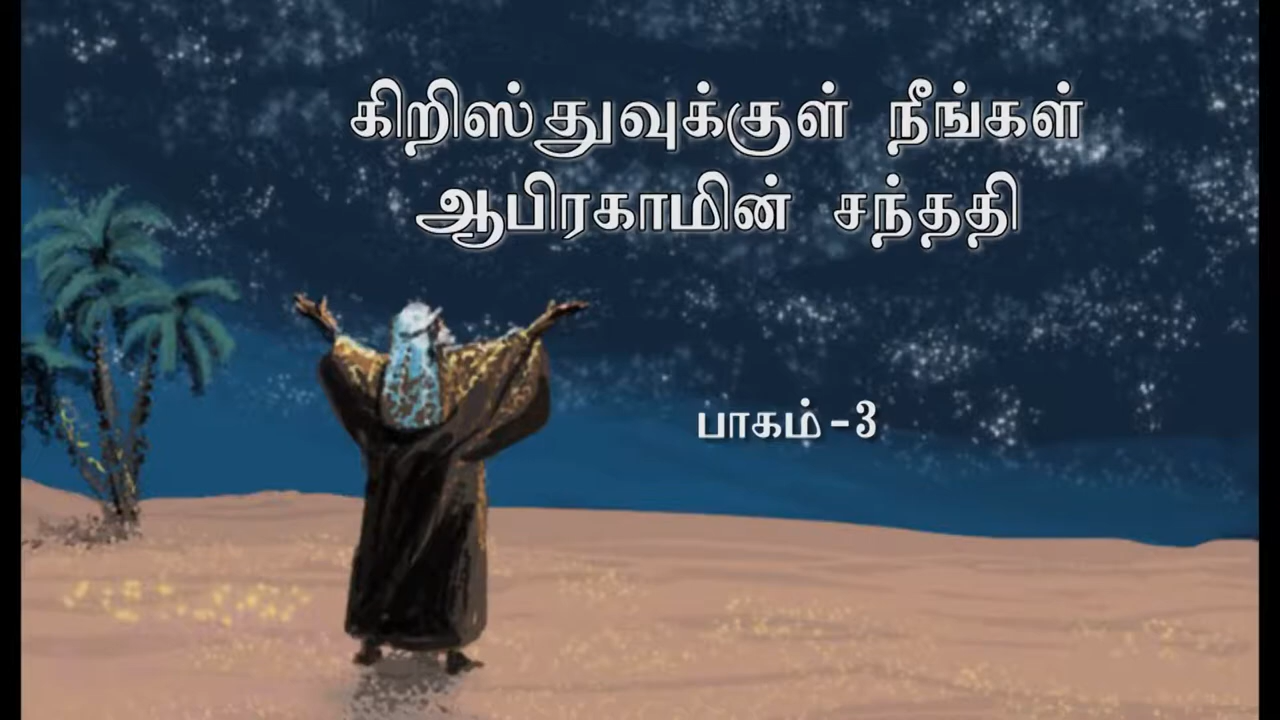 கிறிஸ்துவுக்குள் நீங்கள்
ஆபிரகாமின் சந்ததி
பாகம் -3